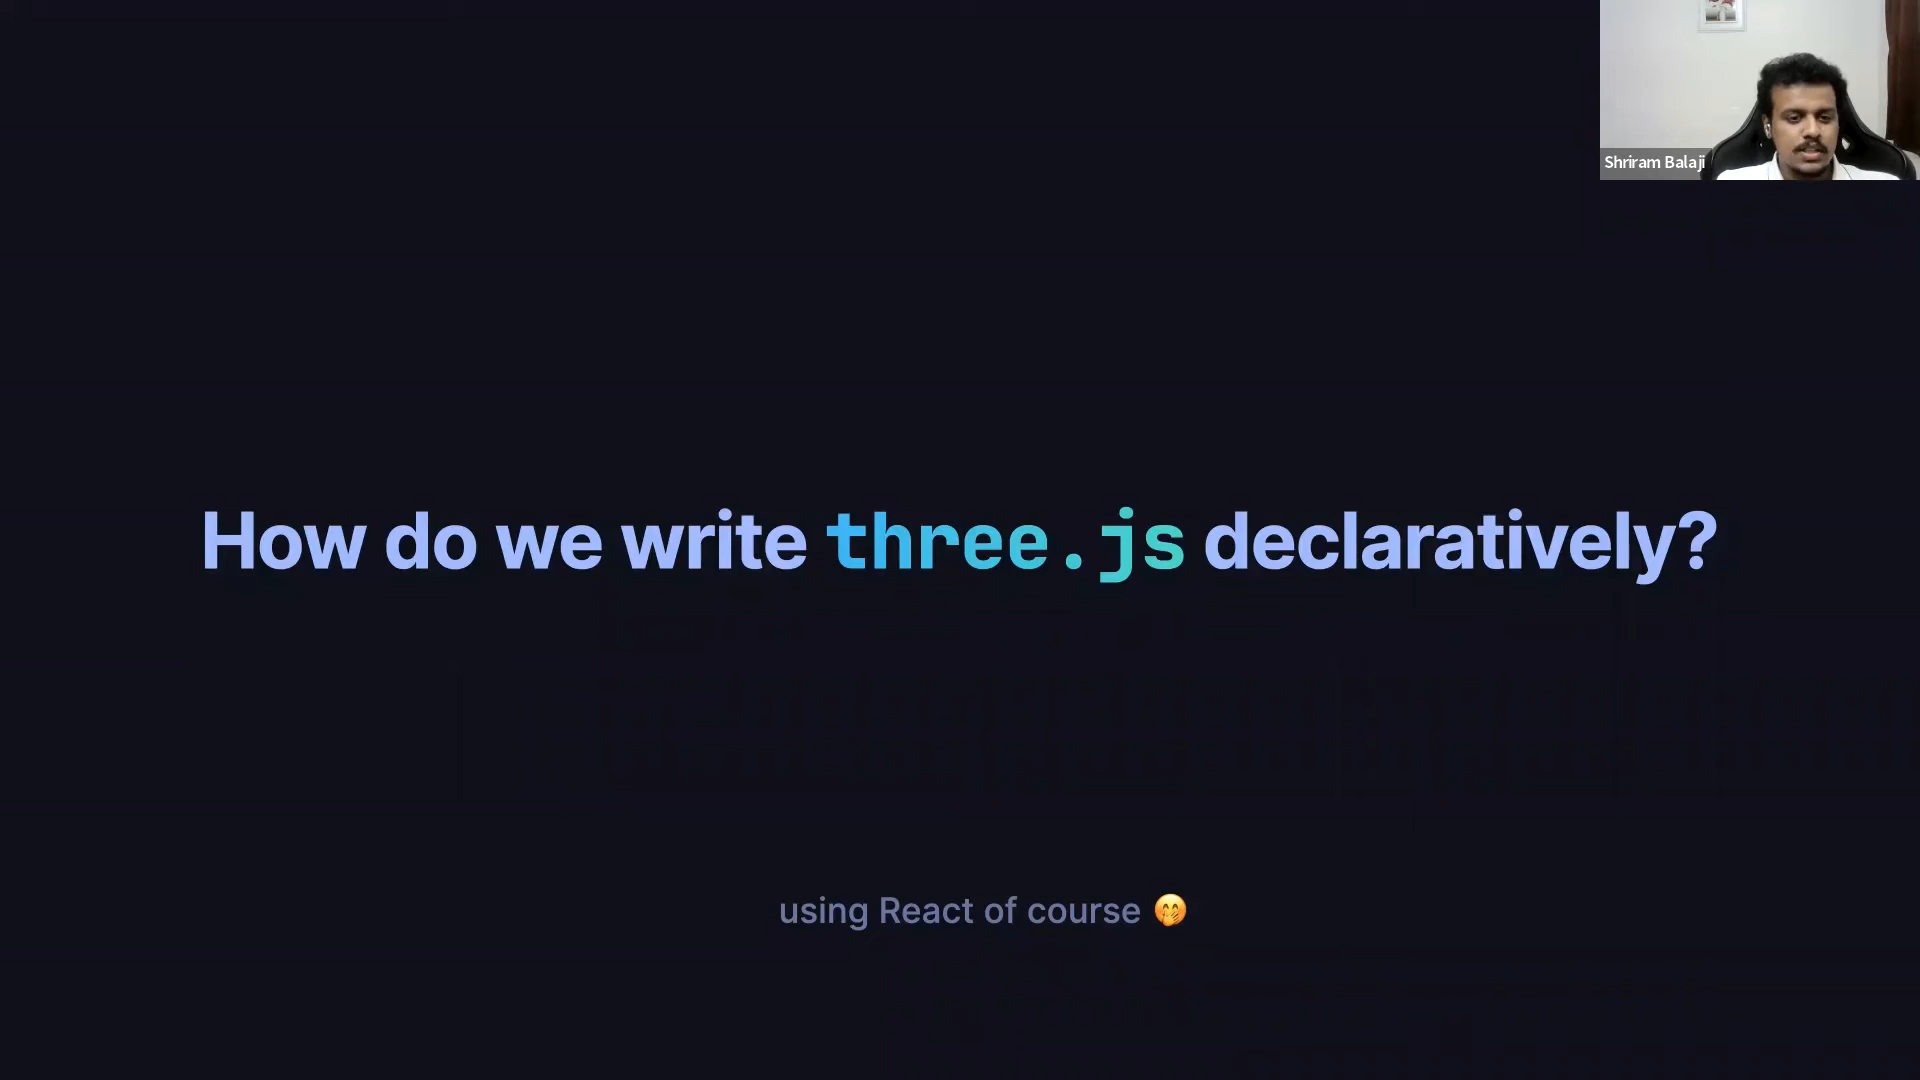 Shriram Balaji
How do we write three.js declaratively?
using React of course 🤭